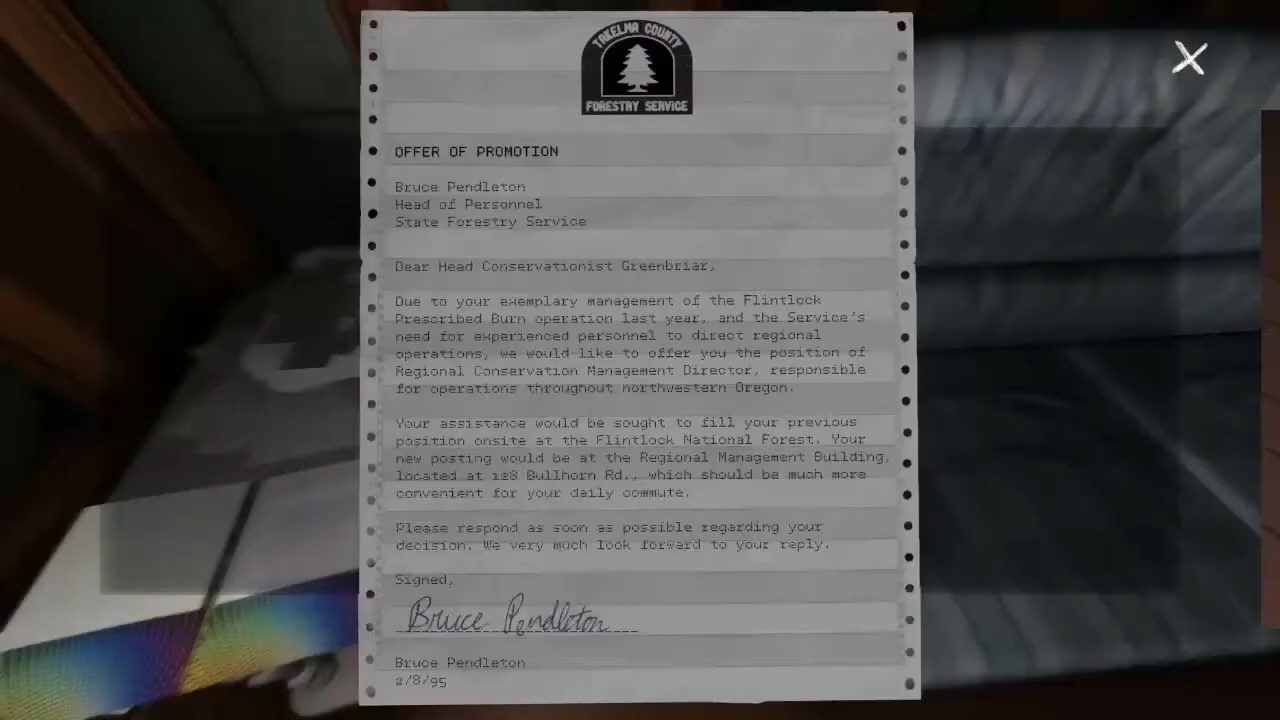 TAKELMA COUNTY
FORESTRY SERVICE
OFFER OF PROMOTION
Bruce Pendleton
Head of Personnel
State Forestry Service
Dear Head Conservationist Greenbriar,
Due to your exemplary management of the Flintlock
Prescribed Burn operation last year, and the Service's
need for experienced personnel to direct regional
operations, we would like to offer you the position of
Regional Conservation Management Director, responsible
for operations throughout northwestern Oregon.
Your assistance would be sought to fill your previous
position onsite at the Flintlock National Forest. Your
new posting would be at the Regional Management Building,
located at 128 Bullhorn Rd., which should be much more
convenient for your daily commute.
Please respond as soon as possible regarding your
decision. We very much look forward to your reply.
Signed,
Bruce Pendleton
Bruce Pendleton
2/8/95